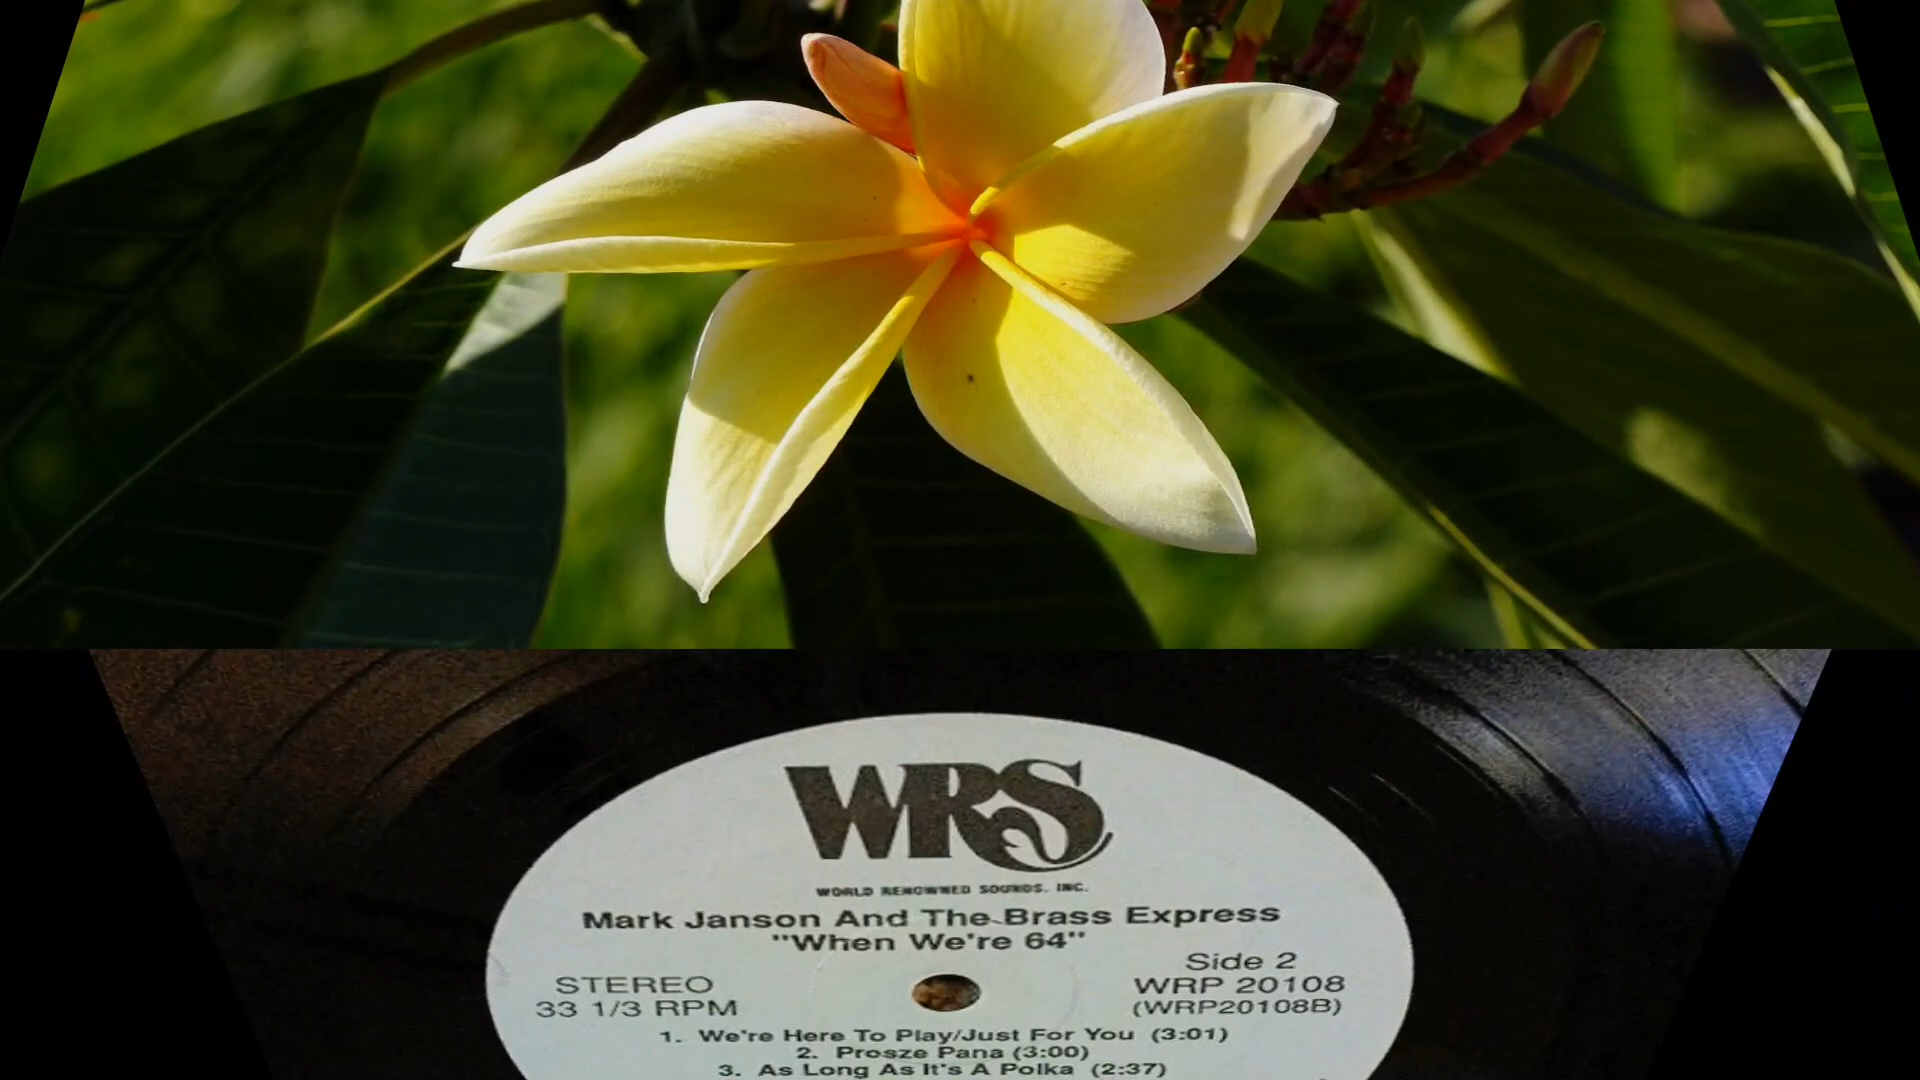 WRS
WORLD RENOWNED SOUNDS, INC.
Mark Janson And The Brass Express
"When We're 64"
Side 2
STEREO
WRP 20108
33 1/3 RPM
(WRP20108B)
1. We're Here To Play/Just For You (3:01)
2. Prosze Pana (3:00)
3. As Long As It's A Polka (2:37)